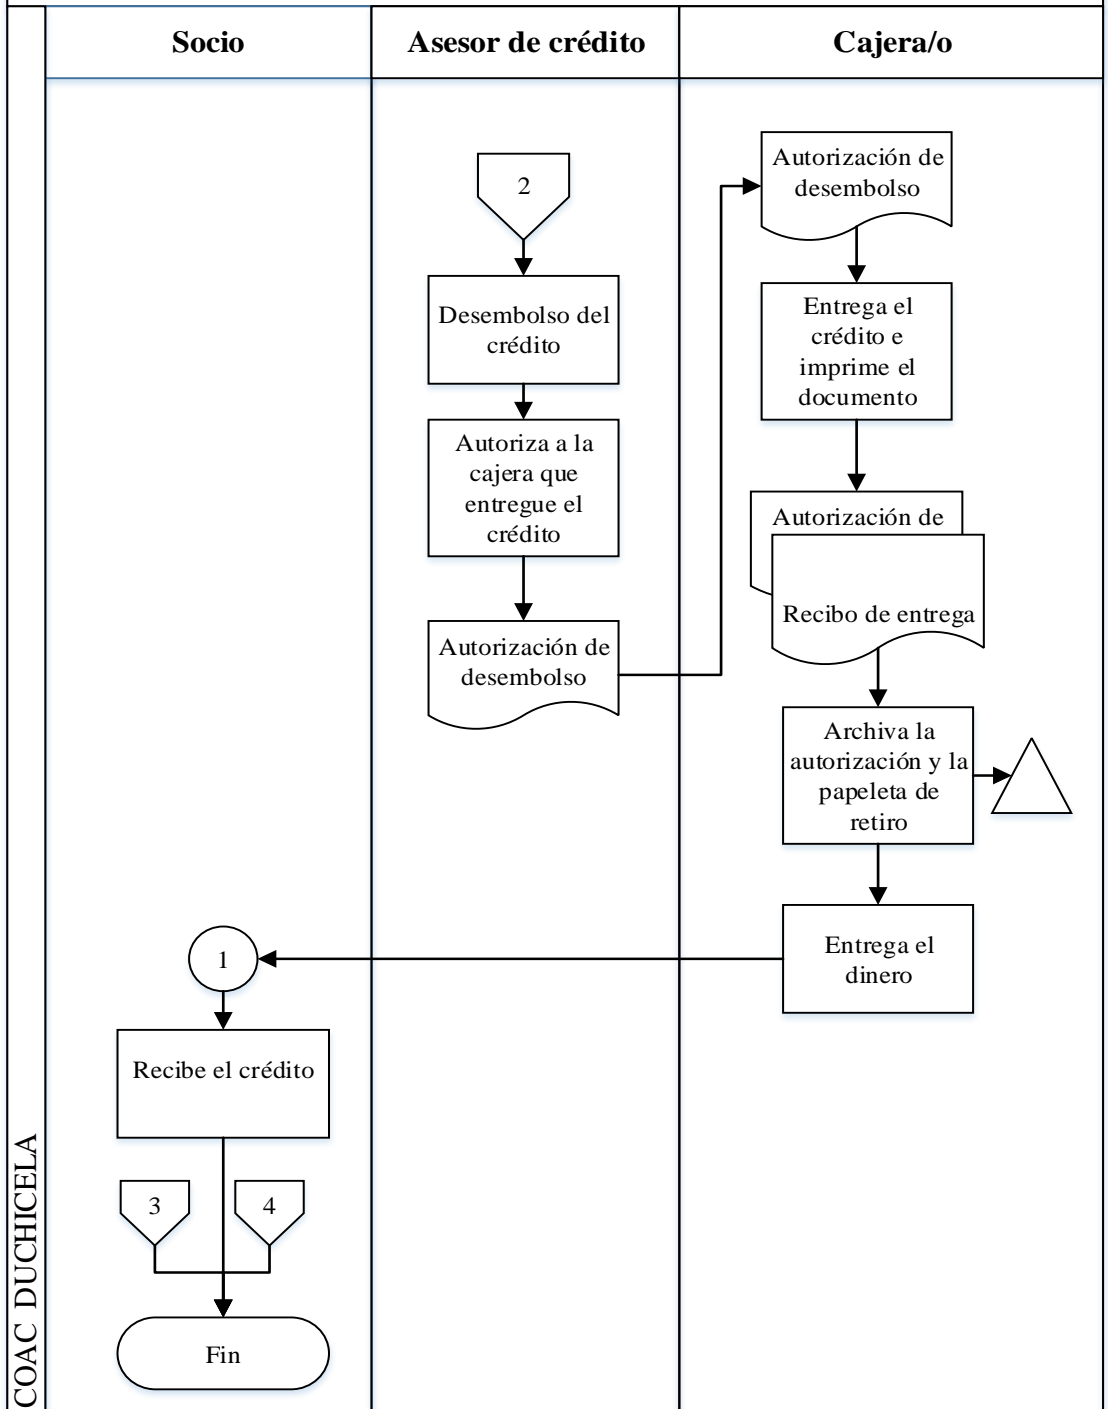 Socio
Asesor de crédito
Cajera/o
2
Desembolso del
crédito
Autoriza a la
cajera que
entregue el
crédito
Autorización de
desembolso
Autorización de
desembolso
Entrega el
crédito e
imprime el
documento
Autorización de
Recibo de entrega
Archiva la
autorización y la
papeleta de
retiro
Entrega el
dinero
1
Recibe el crédito
3
4
Fin
COAC DUCHICELA